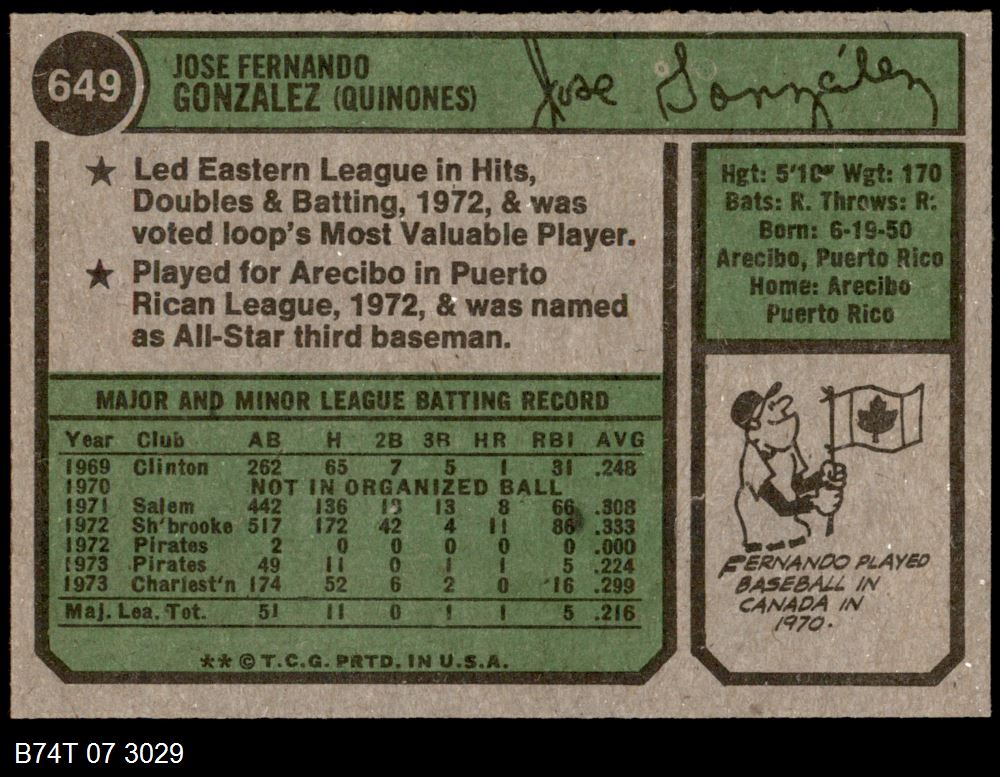 649
JOSE FERNANDO
GONZALEZ (QUINONES)
Jose González
★ Led Eastern League in Hits,
Doubles & Batting, 1972, & was
voted loop's Most Valuable Player.
★ Played for Arecibo in Puerto
Rican League, 1972, & was named
as All-Star third baseman.
Hgt: 5'10" Wgt: 170
Bats: R. Throws: R.
Born: 6-19-50
Arecibo, Puerto Rico
Home: Arecibo
Puerto Rico
MAJOR AND MINOR LEAGUE BATTING RECORD
Year Club AB H 2B 3B HR RBI AVG
1969 Clinton 262 65 7 5 1 31 .248
1970 NOT IN ORGANIZED BALL
1971 Salem 442 136 13 8 66 .308
1972 Sh'brooke 517 172 42 4 11 86 .333
1972 Pirates 2 0 0 0 0 0 .000
1973 Pirates 49 11 0 1 1 5 .224
1973 Charlest'n 174 52 6 2 0 16 .299
Maj. Lea. Tot. 51 11 0 1 1 5 .216
★★ © T.C.G. PRTD. IN U.S.A.
FERNANDO PLAYED
BASEBALL IN
CANADA IN
1970.
B74T 07 3029